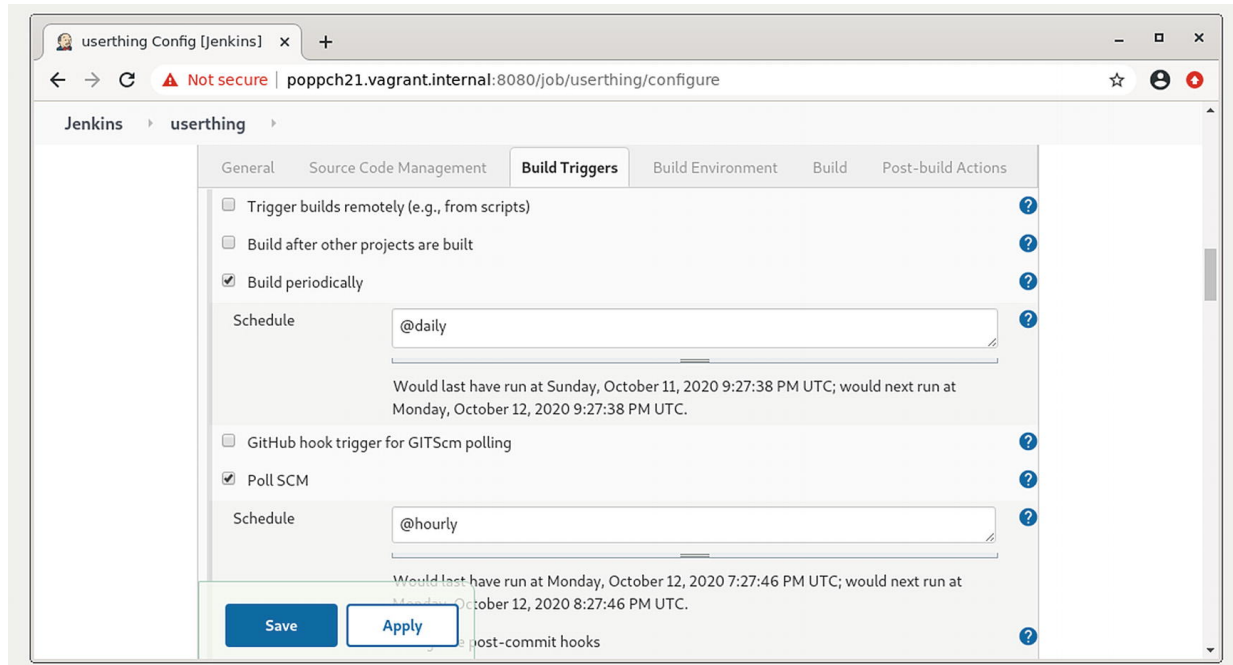 userthing Config [Jenkins] × +
Not secure | poppch21.vagrant.internal:8080/job/userthing/configure
Jenkins userthing
General Source Code Management Build Triggers Build Environment Build Post-build Actions
Trigger builds remotely (e.g., from scripts)
Build after other projects are built
Build periodically
Schedule @daily
Would last have run at Sunday, October 11, 2020 9:27:38 PM UTC; would next run at
Monday, October 12, 2020 9:27:38 PM UTC.
GitHub hook trigger for GITScm polling
Poll SCM
Schedule @hourly
Would last have run at Monday, October 12, 2020 7:27:46 PM UTC; would next run at
Monday, October 12, 2020 8:27:46 PM UTC.
Save Apply
post-commit hooks